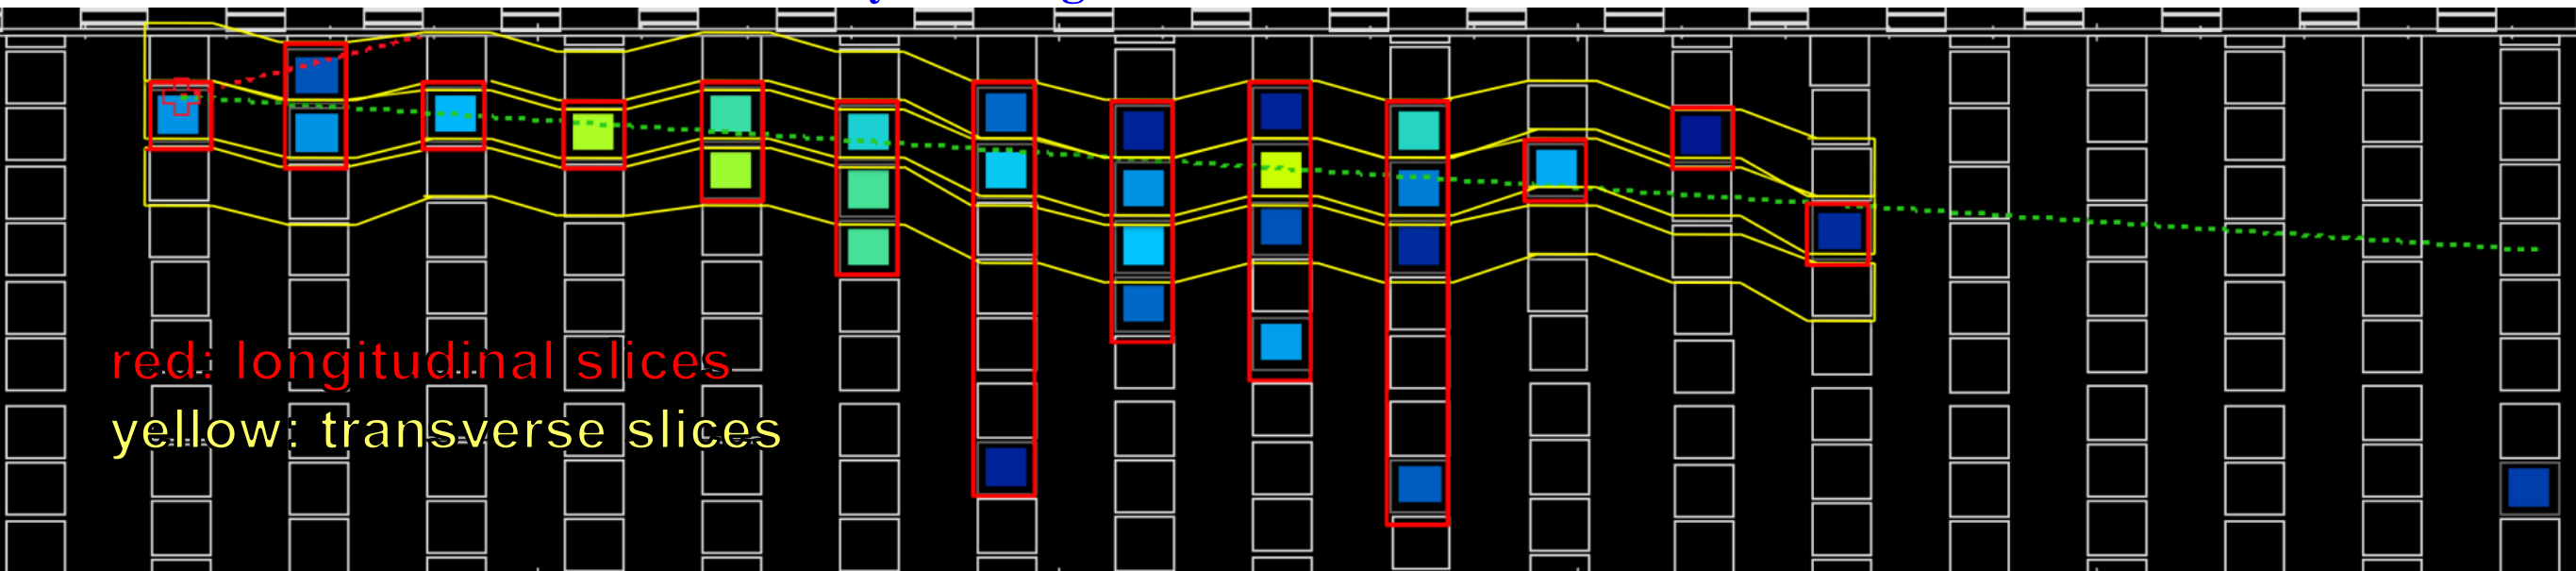 red: longitudinal slices
yellow: transverse slices